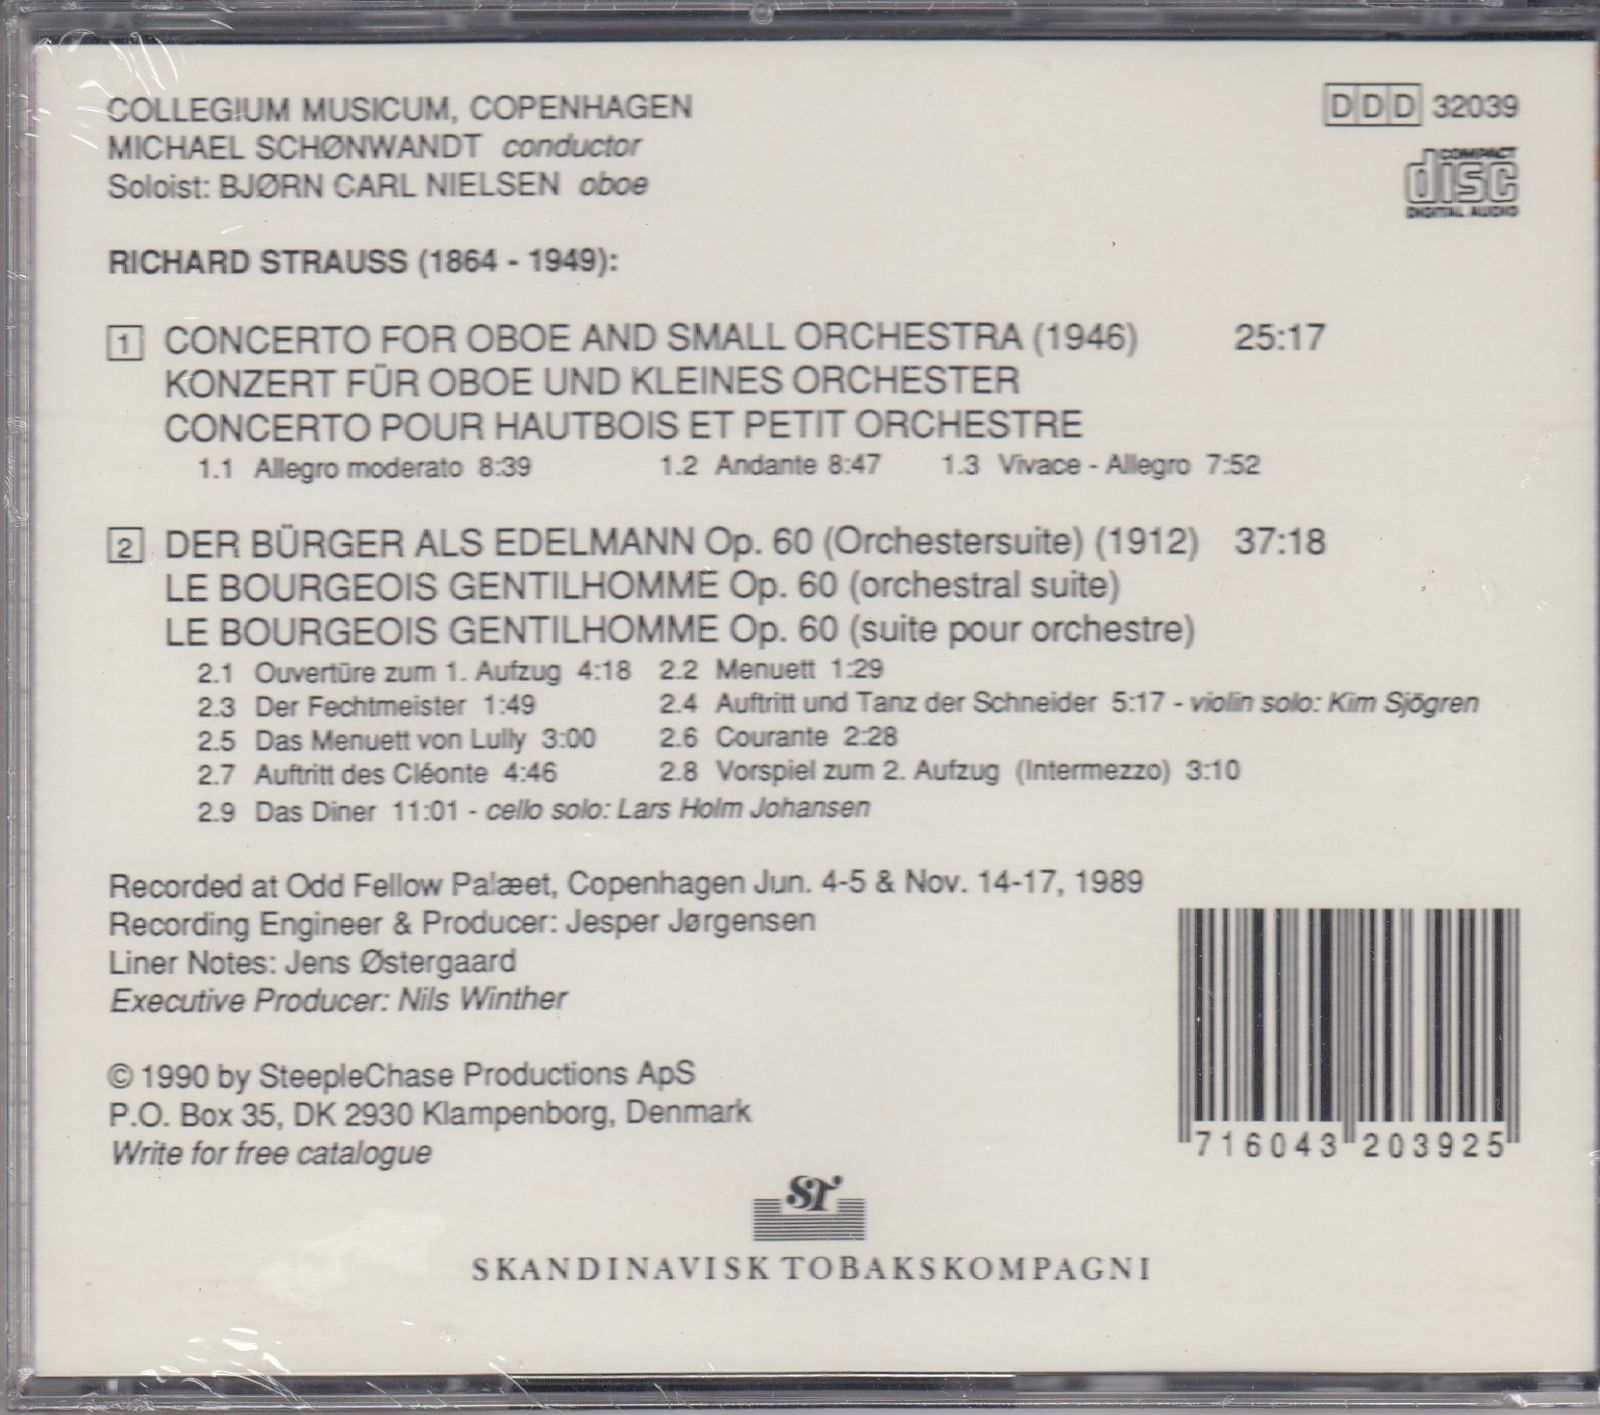 COLLEGIUM MUSICUM, COPENHAGEN
MICHAEL SCHØNWANDT conductor
Soloist: BJØRN CARL NIELSEN oboe
DDD 32039
COMPACT
disc
DIGITAL AUDIO
RICHARD STRAUSS (1864 - 1949):
1 CONCERTO FOR OBOE AND SMALL ORCHESTRA (1946) 25:17
KONZERT FÜR OBOE UND KLEINES ORCHESTER
CONCERTO POUR HAUTBOIS ET PETIT ORCHESTRE
1.1 Allegro moderato 8:39 1.2 Andante 8:47 1.3 Vivace - Allegro 7:52
2 DER BÜRGER ALS EDELMANN Op. 60 (Orchestersuite) (1912) 37:18
LE BOURGEOIS GENTILHOMME Op. 60 (orchestral suite)
LE BOURGEOIS GENTILHOMME Op. 60 (suite pour orchestre)
2.1 Ouvertüre zum 1. Aufzug 4:18 2.2 Menuett 1:29
2.3 Der Fechtmeister 1:49 2.4 Auftritt und Tanz der Schneider 5:17 - violin solo: Kim Sjögren
2.5 Das Menuett von Lully 3:00 2.6 Courante 2:28
2.7 Auftritt des Cléonte 4:46 2.8 Vorspiel zum 2. Aufzug (Intermezzo) 3:10
2.9 Das Diner 11:01 - cello solo: Lars Holm Johansen
Recorded at Odd Fellow Palæet, Copenhagen Jun. 4-5 & Nov. 14-17, 1989
Recording Engineer & Producer: Jesper Jørgensen
Liner Notes: Jens Østergaard
Executive Producer: Nils Winther
© 1990 by SteepleChase Productions ApS
P.O. Box 35, DK 2930 Klampenborg, Denmark
Write for free catalogue
716043 203925
ST
SKANDINAVISK TOBAKSKOMPAGNI